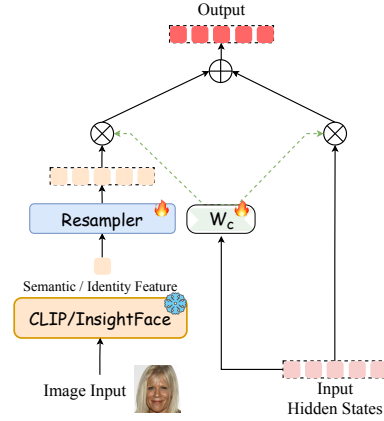 Output
Resampler
W_c
Semantic / Identity Feature
CLIP/InsightFace
Image Input
Input
Hidden States